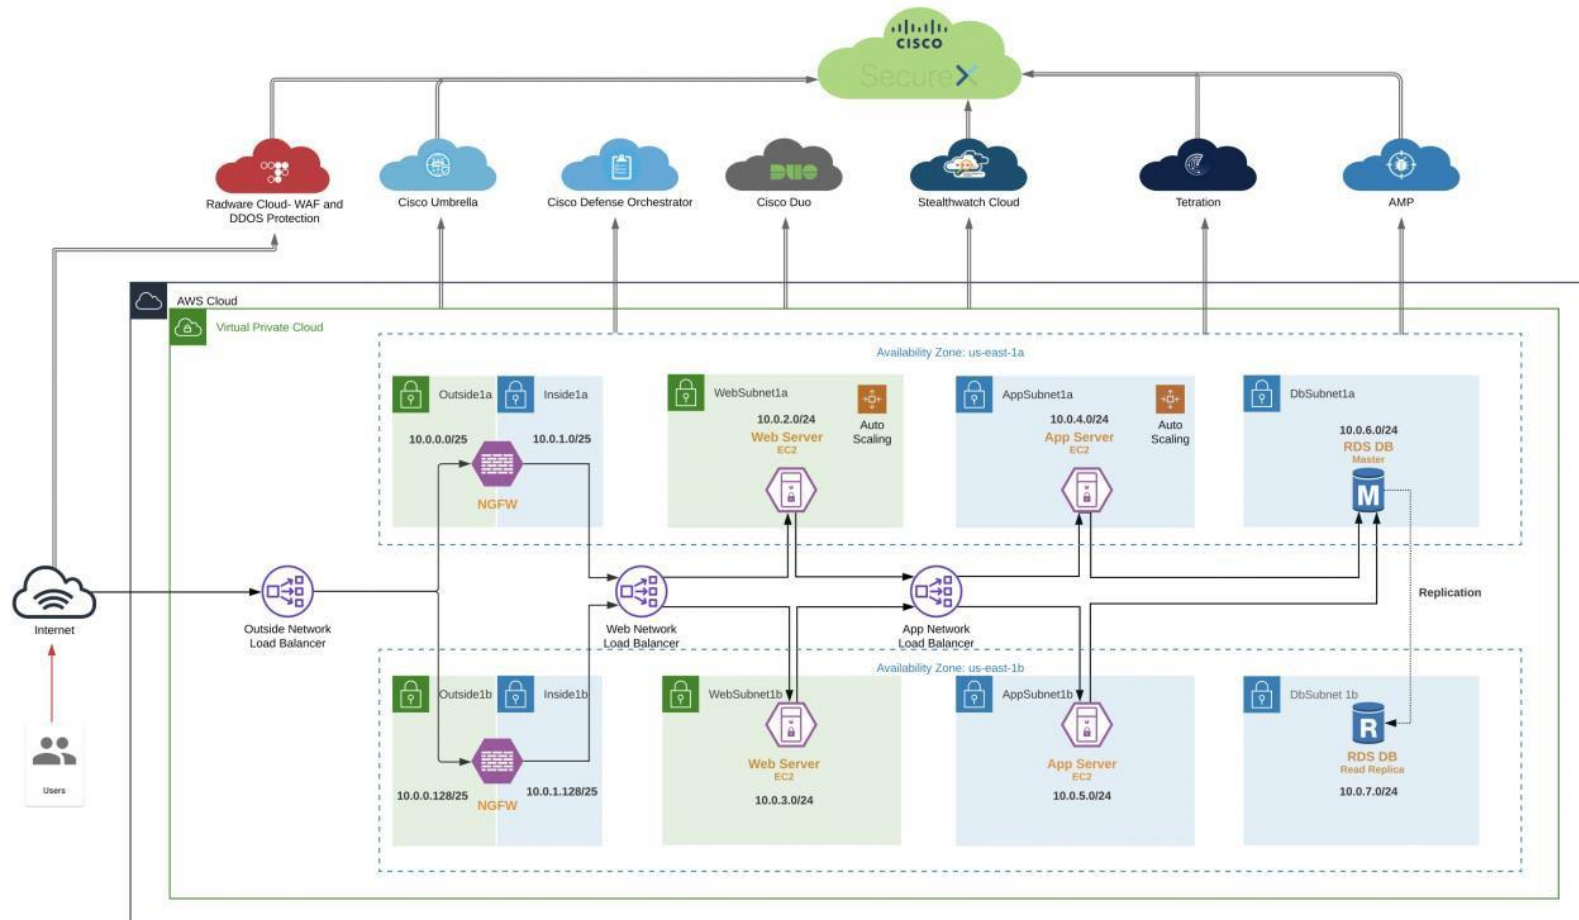 CISCO
SecureX
Radware Cloud- WAF and
DDOS Protection
Cisco Umbrella
Cisco Defense Orchestrator
DUO
Cisco Duo
Stealthwatch Cloud
Tetration
AMP
AWS Cloud
Virtual Private Cloud
Availability Zone: us-east-1a
Outside1a
Inside1a
10.0.0.0/25
10.0.1.0/25
NGFW
WebSubnet1a
10.0.2.0/24
Web Server
EC2
Auto
Scaling
AppSubnet1a
10.0.4.0/24
App Server
EC2
Auto
Scaling
DbSubnet1a
10.0.6.0/24
RDS DB
Master
M
Internet
Outside Network
Load Balancer
Web Network
Load Balancer
App Network
Load Balancer
Replication
Users
Availability Zone: us-east-1b
Outside1b
Inside1b
10.0.0.128/25
10.0.1.128/25
NGFW
WebSubnet1b
Web Server
EC2
10.0.3.0/24
AppSubnet1b
App Server
EC2
10.0.5.0/24
DbSubnet 1b
R
RDS DB
Read Replica
10.0.7.0/24